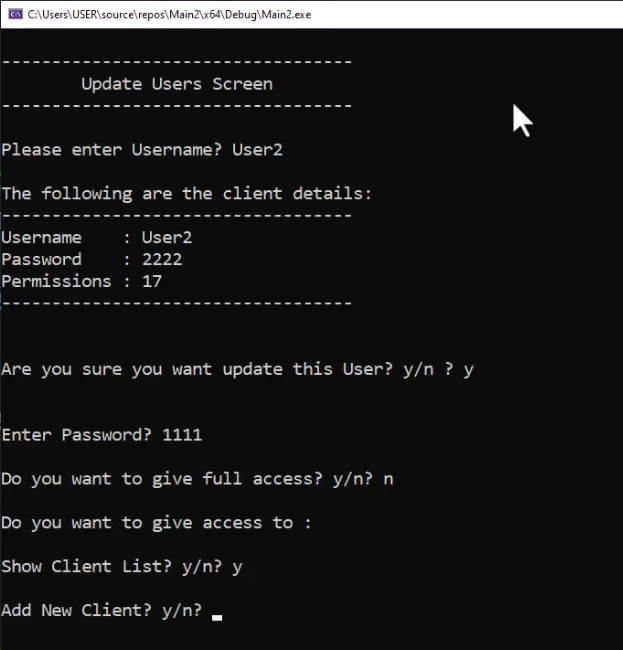 C:\Users\USER\source\repos\Main2\x64\Debug\Main2.exe
-----------------------------------
Update Users Screen
-----------------------------------
Please enter Username? User2
The following are the client details:
-----------------------------------
Username    : User2
Password    : 2222
Permissions : 17
-----------------------------------
Are you sure you want update this User? y/n ? y
Enter Password? 1111
Do you want to give full access? y/n? n
Do you want to give access to :
Show Client List? y/n? y
Add New Client? y/n?